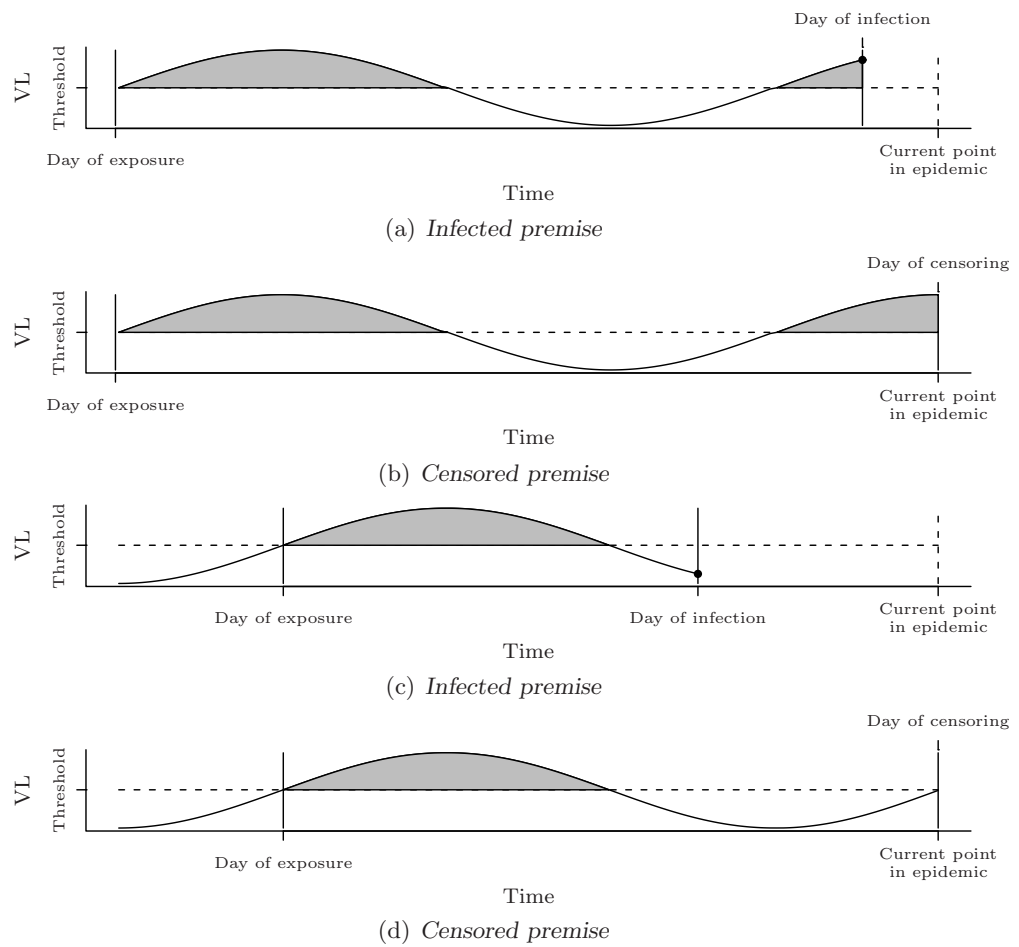 Day of infection
VL
Threshold
Day of exposure
Current point
in epidemic
Time
(a) Infected premise
Day of censoring
VL
Threshold
Day of exposure
Current point
in epidemic
Time
(b) Censored premise
VL
Threshold
Day of exposure
Day of infection
Current point
in epidemic
Time
(c) Infected premise
Day of censoring
VL
Threshold
Day of exposure
Current point
in epidemic
Time
(d) Censored premise